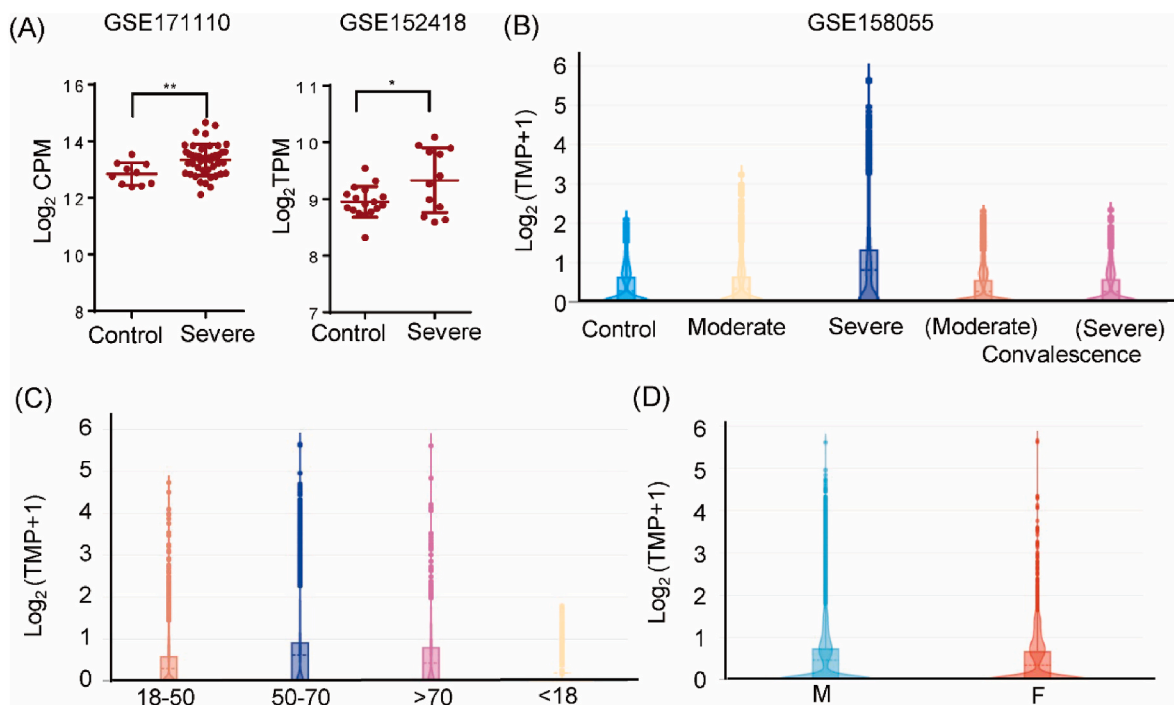 (A) GSE171110 GSE152418
Log2 CPM
16
14
12
10
8
**
Control Severe
Log2TPM
11
10
9
8
7
*
Control Severe
(B) GSE158055
Log2 (TMP+1)
6
5
4
3
2
1
0
Control Moderate Severe (Moderate) (Severe)
Convalescence
(C)
Log2 (TMP+1)
6
5
4
3
2
1
0
18-50 50-70 >70 <18
(D)
Log2 (TMP+1)
6
5
4
3
2
1
0
M F